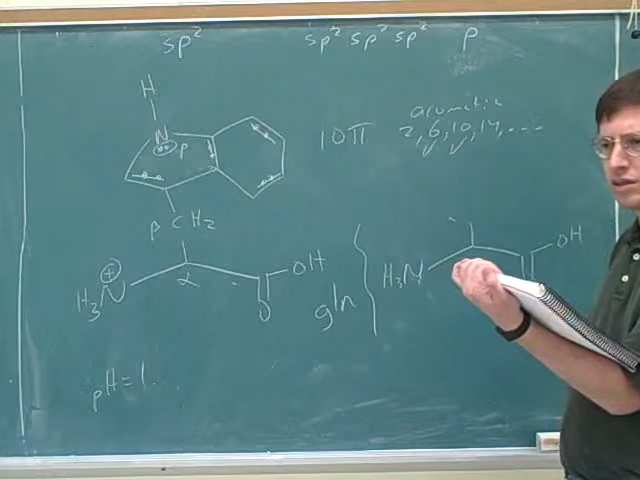 sp² sp² sp² sp² p
H
N
p
10π
aromatic
2, 6, 10, 14, ....
β CH₂
⊕
H₃N
α
OH
O
gln
H₃N
OH
pH = 1...